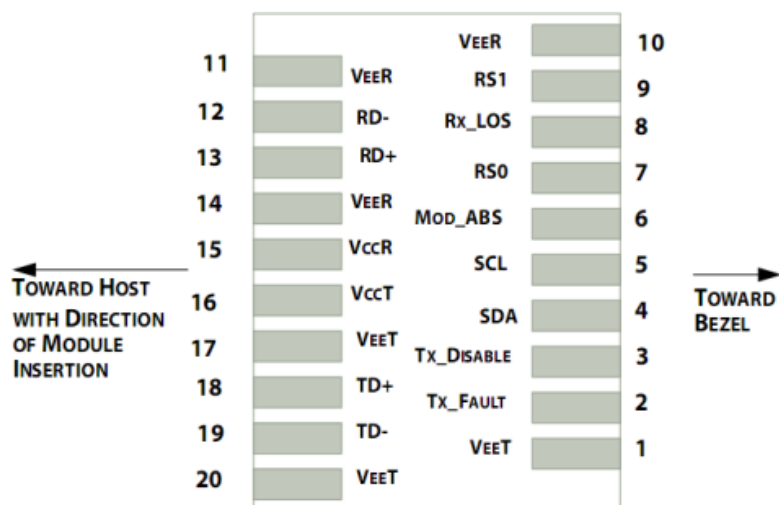 11 VEER
12 RD-
13 RD+
14 VEER
15 VCCR
16 VCCT
17 VEET
18 TD+
19 TD-
20 VEET
VEER 10
RS1 9
RX_LOS 8
RS0 7
MOD_ABS 6
SCL 5
SDA 4
TX_DISABLE 3
TX_FAULT 2
VEET 1
TOWARD HOST
WITH DIRECTION
OF MODULE
INSERTION
TOWARD
BEZEL